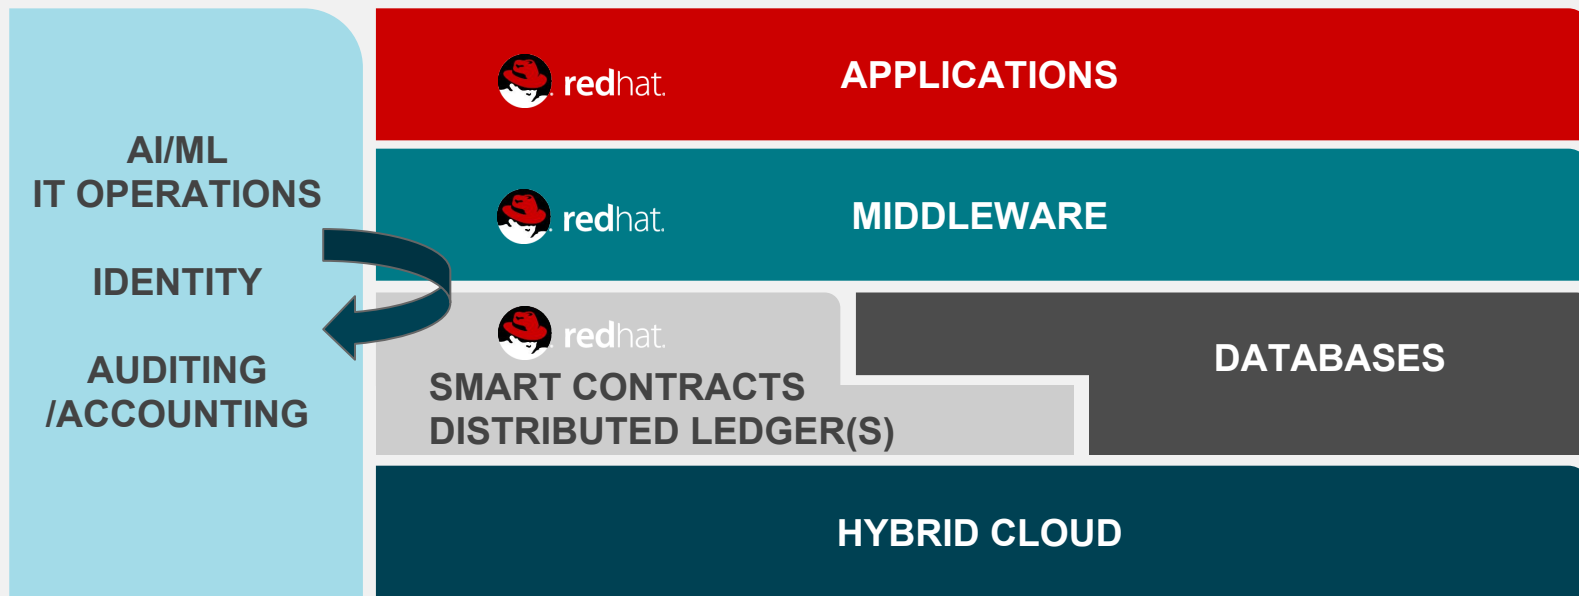 AI/ML
IT OPERATIONS
IDENTITY
AUDITING
/ACCOUNTING
redhat.
APPLICATIONS
redhat.
MIDDLEWARE
redhat.
SMART CONTRACTS
DISTRIBUTED LEDGER(S)
DATABASES
HYBRID CLOUD